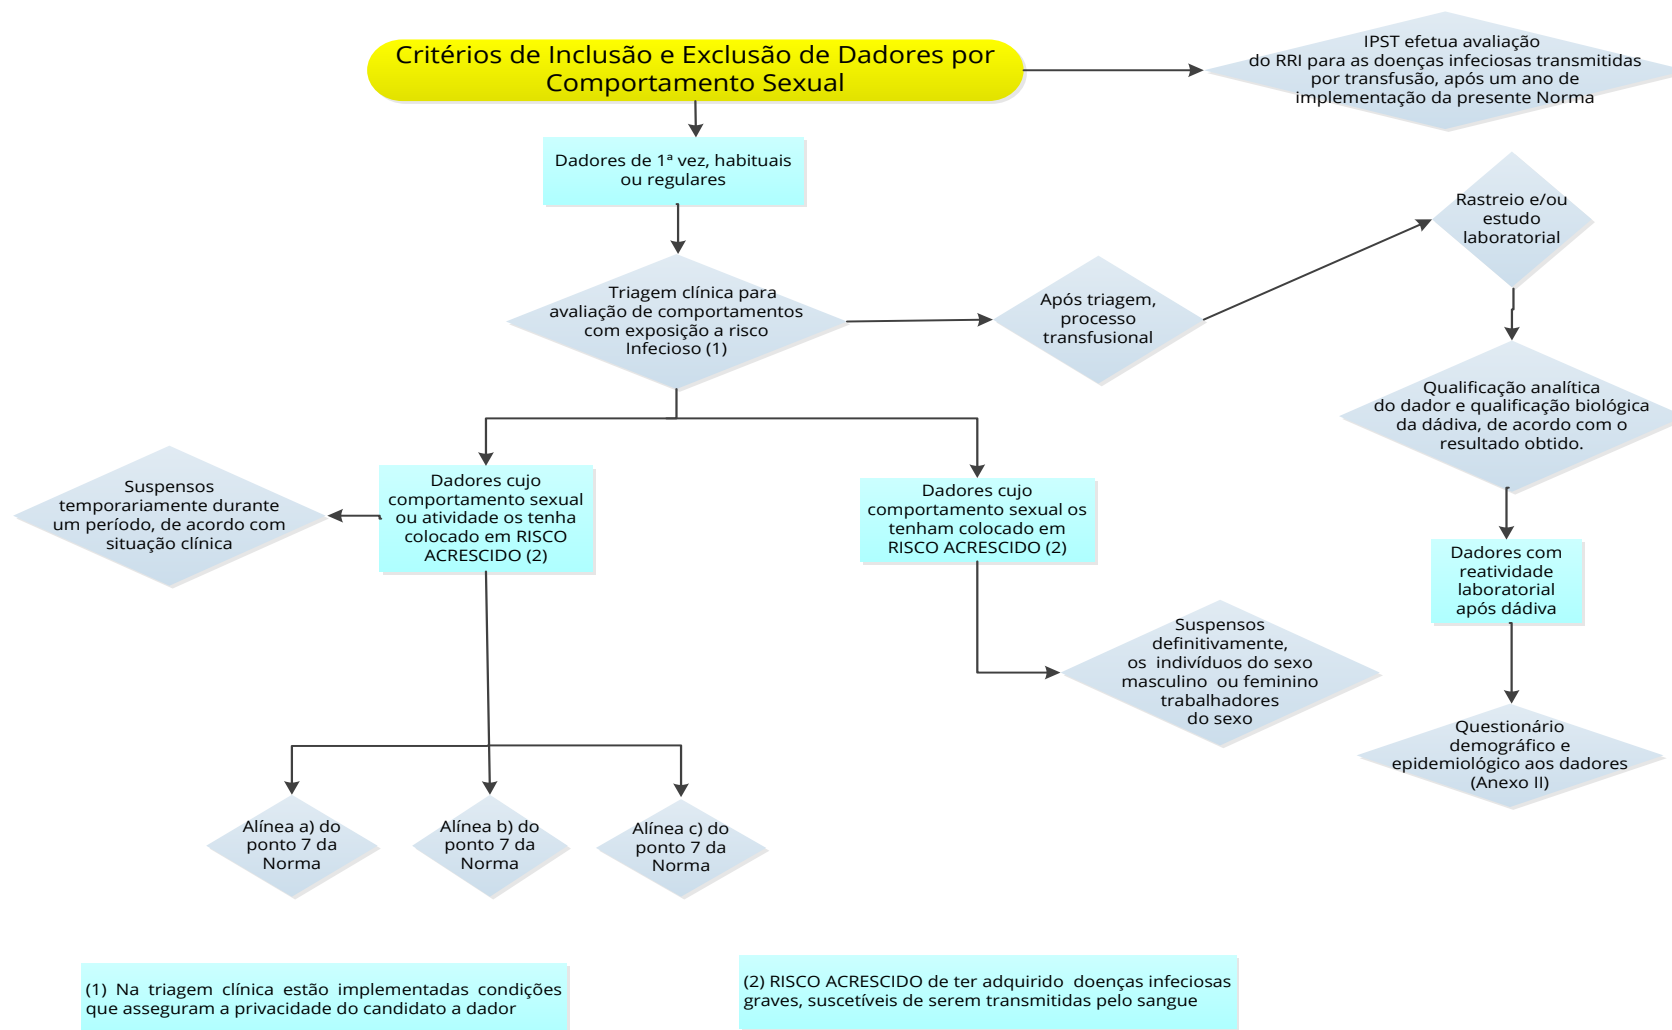 Critérios de Inclusão e Exclusão de Dadores por
Comportamento Sexual
IPST efetua avaliação
do RRI para as doenças infeciosas transmitidas
por transfusão, após um ano de
implementação da presente Norma
Dadores de 1ª vez, habituais
ou regulares
Triagem clínica para
avaliação de comportamentos
com exposição a risco
Infecioso (1)
Após triagem,
processo
transfusional
Rastreio e/ou
estudo
laboratorial
Qualificação analítica
do dador e qualificação biológica
da dádiva, de acordo com o
resultado obtido.
Suspensos
temporariamente durante
um período, de acordo com
situação clínica
Dadores cujo
comportamento sexual
ou atividade os tenha
colocado em RISCO
ACRESCIDO (2)
Dadores cujo
comportamento sexual os
tenham colocado em
RISCO ACRESCIDO (2)
Dadores com
reatividade
laboratorial
após dádiva
Suspensos
definitivamente,
os indivíduos do sexo
masculino ou feminino
trabalhadores
do sexo
Questionário
demográfico e
epidemiológico aos dadores
(Anexo II)
Alínea a) do
ponto 7 da
Norma
Alínea b) do
ponto 7 da
Norma
Alínea c) do
ponto 7 da
Norma
(1) Na triagem clínica estão implementadas condições
que asseguram a privacidade do candidato a dador
(2) RISCO ACRESCIDO de ter adquirido doenças infeciosas
graves, suscetíveis de serem transmitidas pelo sangue